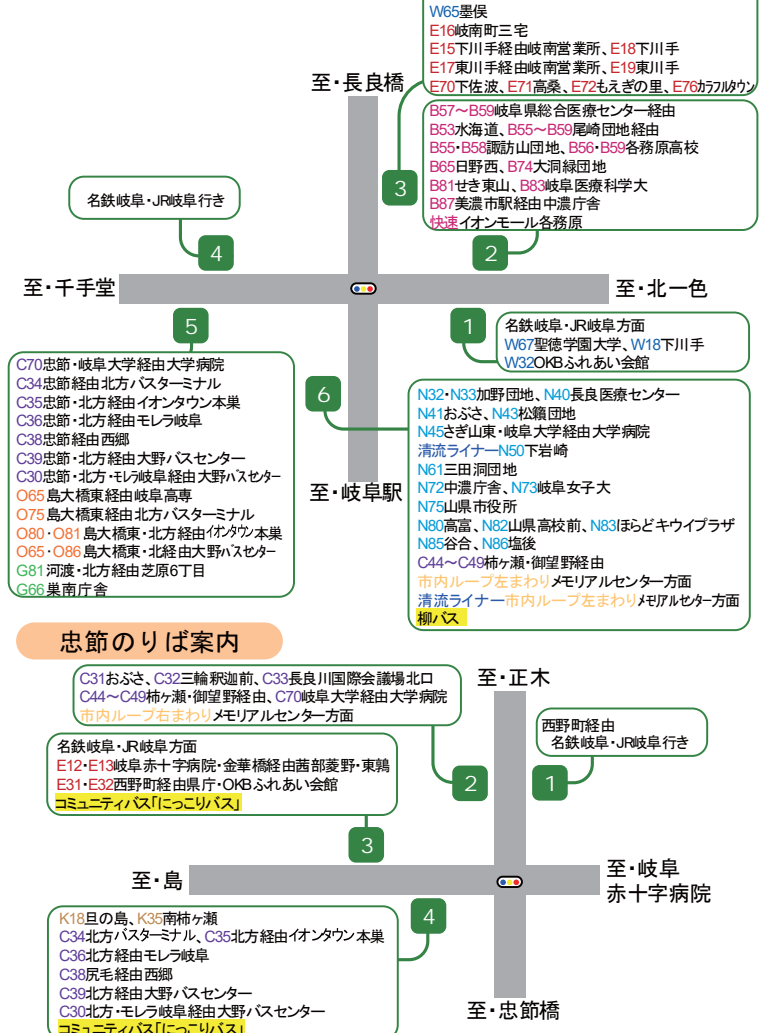 W65墨俣
E16岐南町三宅
E15下川手経由岐南営業所、E18下川手
E17東川手経由岐南営業所、E19東川手
E70下佐波、E71高桑、E72もえぎの里、E76カラフルタウン
至・長良橋
B57～B59岐阜県総合医療センター経由
B53水海道、B55～B59尾崎団地経由
B55・B58諏訪山団地、B56・B59各務原高校
B65日野西、B74大洞緑団地
B81せき東山、B83岐阜医療科学大
B87美濃市駅経由中濃庁舎
快速イオンモール各務原
3
名鉄岐阜・JR岐阜行き
4
2
至・千手堂
至・北一色
5
1
名鉄岐阜・JR岐阜方面
W67聖徳学園大学、W18下川手
W32OKBふれあい会館
C70忠節・岐阜大学経由大学病院
C34忠節経由北方バスターミナル
C35忠節・北方経由イオンタウン本巣
C36忠節・北方経由モレラ岐阜
C38忠節経由西郷
C39忠節・北方経由大野バスセンター
C30忠節・北方・モレラ岐阜経由大野バスセンター
O65島大橋東経由岐阜高専
O75島大橋東経由北方バスターミナル
O80・O81島大橋東・北方経由イオンタウン本巣
O65・O86島大橋東・北経由大野バスセンター
G81河渡・北方経由芝原6丁目
G66巣南庁舎
6
N32・N33加野団地、N40長良医療センター
N41おぶさ、N43松籟団地
N45さぎ山東・岐阜大学経由大学病院
清流ライナーN50下岩崎
N61三田洞団地
N72中濃庁舎、N73岐阜女子大
N75山県市役所
N80高富、N82山県高校前、N83ほらどキウイプラザ
N85谷合、N86塩後
C44～C49柿ヶ瀬・御望野経由
市内ループ左まわりメモリアルセンター方面
清流ライナー市内ループ左まわりメモリアルセンター方面
柳バス
至・岐阜駅
忠節のりば案内
C31おぶさ、C32三輪釈迦前、C33長良川国際会議場北口
C44～C49柿ヶ瀬・御望野経由、C70岐阜大学経由大学病院
市内ループ右まわりメモリアルセンター方面
至・正木
西野町経由
名鉄岐阜・JR岐阜行き
名鉄岐阜・JR岐阜方面
E12・E13岐阜赤十字病院・金華橋経由茜部菱野・東鶉
E31・E32西野町経由県庁・OKBふれあい会館
コミュニティバス「にっこりバス」
2
1
3
至・島
至・岐阜
赤十字病院
K18旦の島、K35南柿ヶ瀬
C34北方バスターミナル、C35北方経由イオンタウン本巣
C36北方経由モレラ岐阜
C38尻毛経由西郷
C39北方経由大野バスセンター
C30北方・モレラ岐阜経由大野バスセンター
コミュニティバス「にっこりバス」
4
至・忠節橋